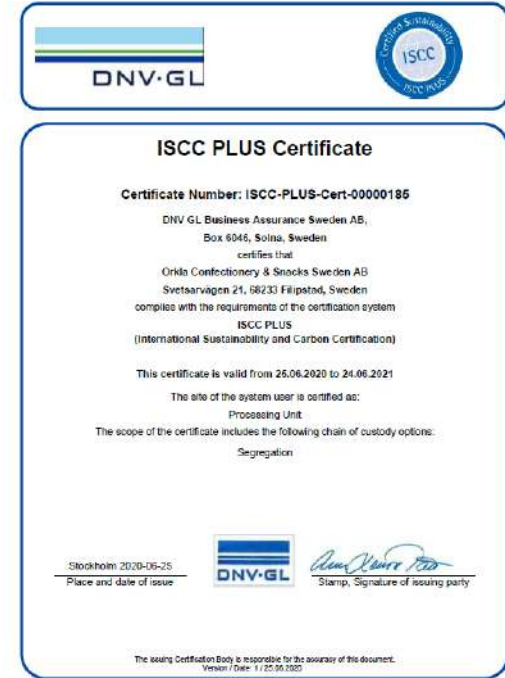 DNV·GL
Certified Sustainability
ISCC
ISCC PLUS
ISCC PLUS Certificate
Certificate Number: ISCC-PLUS-Cert-00000185
DNV GL Business Assurance Sweden AB,
Box 6046, Solna, Sweden
certifies that
Orkla Confectionery & Snacks Sweden AB
Svetsarvägen 21, 68233 Filipstad, Sweden
complies with the requirements of the certification system
ISCC PLUS
(International Sustainability and Carbon Certification)
This certificate is valid from 25.06.2020 to 24.06.2021
The site of the system user is certified as:
Processing Unit
The scope of the certificate includes the following chain of custody options:
Segregation
DNV·GL
Stockholm 2020-06-25
Place and date of issue
Stamp, Signature of issuing party
The issuing Certification Body is responsible for the accuracy of this document.
Version / Date: 1 / 25.06.2020